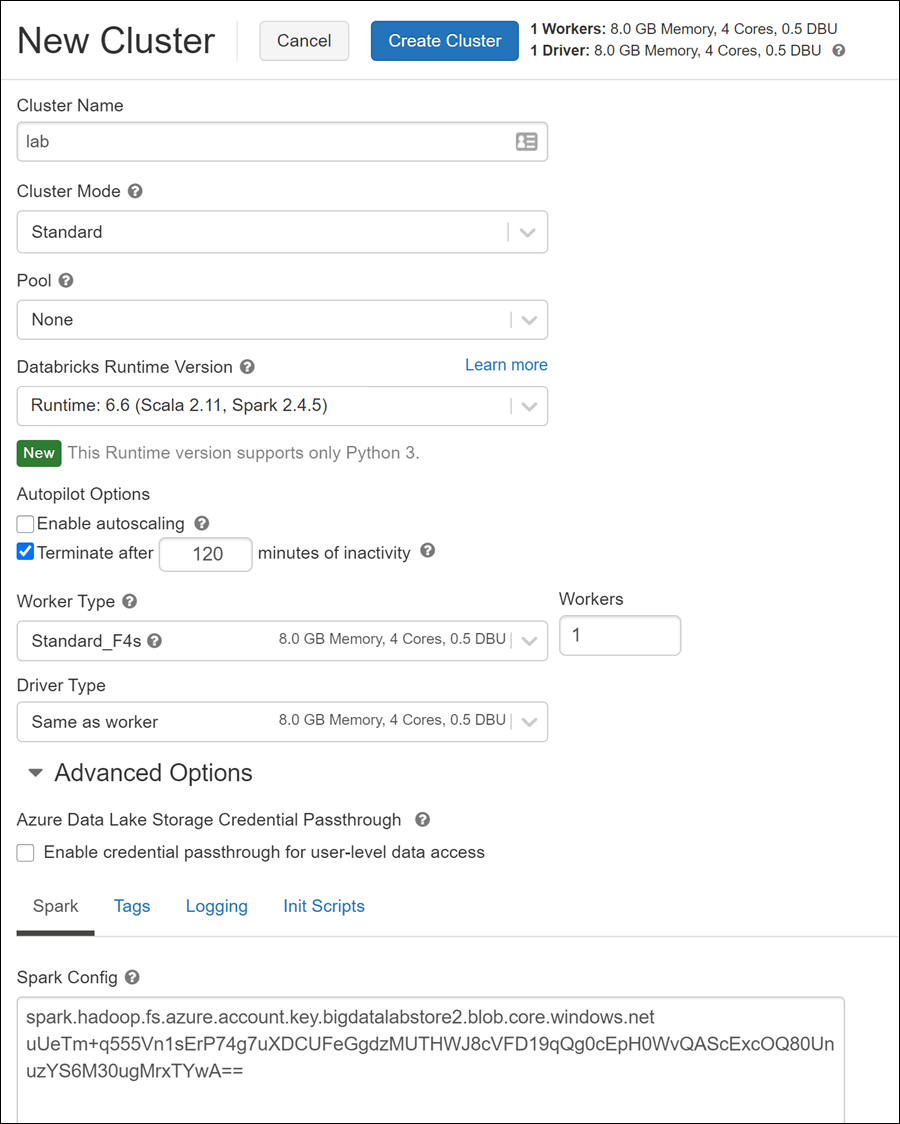 New Cluster
Cancel
Create Cluster
1 Workers: 8.0 GB Memory, 4 Cores, 0.5 DBU
1 Driver: 8.0 GB Memory, 4 Cores, 0.5 DBU ?
Cluster Name
lab
Cluster Mode ?
Standard
Pool ?
None
Databricks Runtime Version ?
Learn more
Runtime: 6.6 (Scala 2.11, Spark 2.4.5)
New This Runtime version supports only Python 3.
Autopilot Options
Enable autoscaling ?
Terminate after 120 minutes of inactivity ?
Worker Type ?
Workers
Standard_F4s ? 8.0 GB Memory, 4 Cores, 0.5 DBU
1
Driver Type
Same as worker 8.0 GB Memory, 4 Cores, 0.5 DBU
Advanced Options
Azure Data Lake Storage Credential Passthrough ?
Enable credential passthrough for user-level data access
Spark Tags Logging Init Scripts
Spark Config ?
spark.hadoop.fs.azure.account.key.bigdatalabstore2.blob.core.windows.net
uUeTm+q555Vn1sErP74g7uXDCUFeGgdzMUTHWJ8cVFD19qQg0cEpH0WvQAScExcOQ80Un
uzYS6M30ugMrxTYwA==